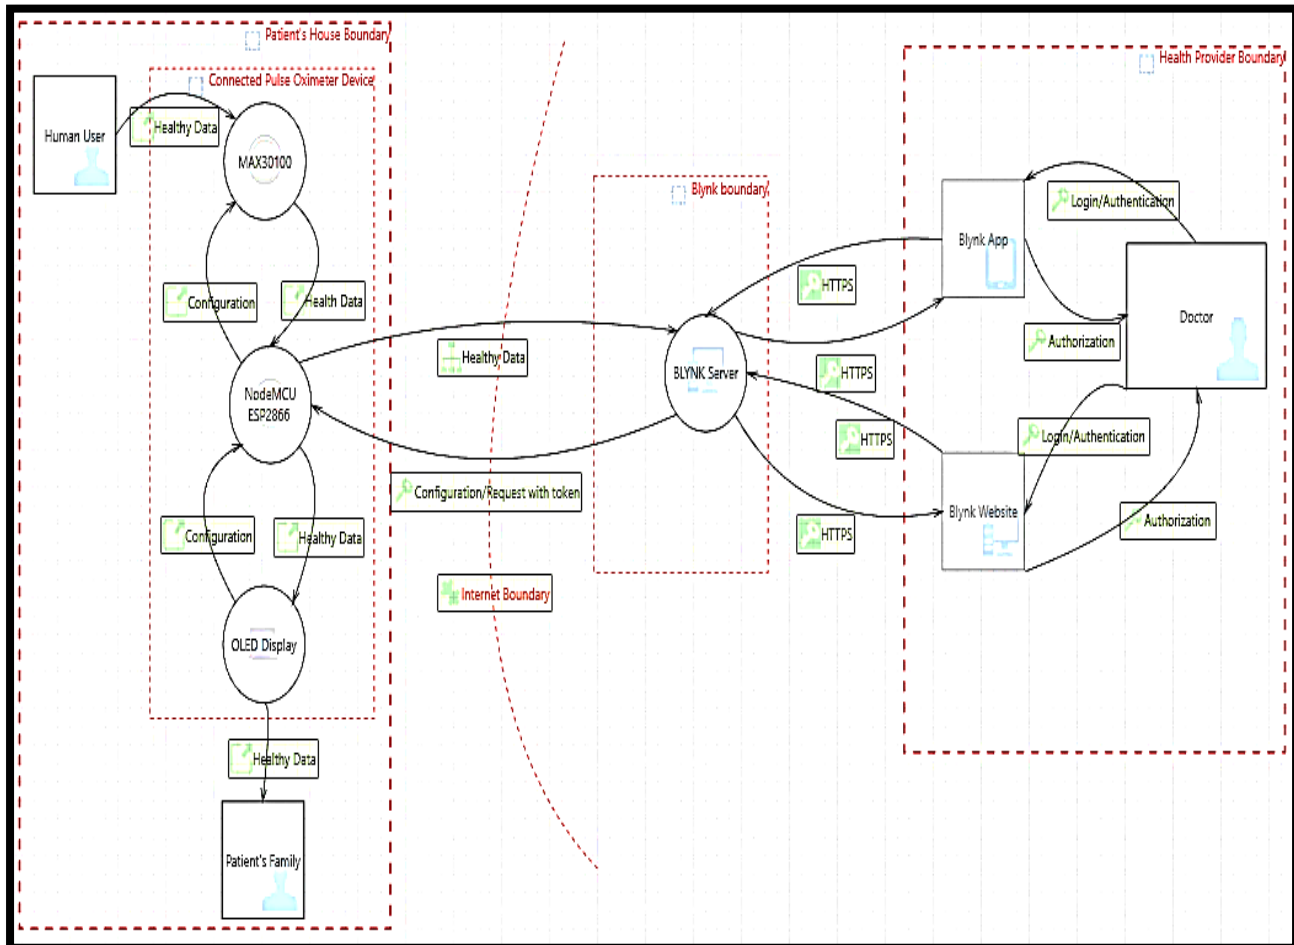 Patient's House Boundary
Connected Pulse Oximeter Device
Health Provider Boundary
Human User
Healthy Data
MAX30100
Blynk boundary
Login/Authentication
Blynk App
HTTPS
Configuration
Health Data
Doctor
Authorization
Healthy Data
BLYNK Server
HTTPS
NodeMCU
ESP2866
HTTPS
Login/Authentication
Configuration/Request with token
Blynk Website
Authorization
Configuration
Healthy Data
HTTPS
Internet Boundary
OLED Display
Healthy Data
Patient's Family